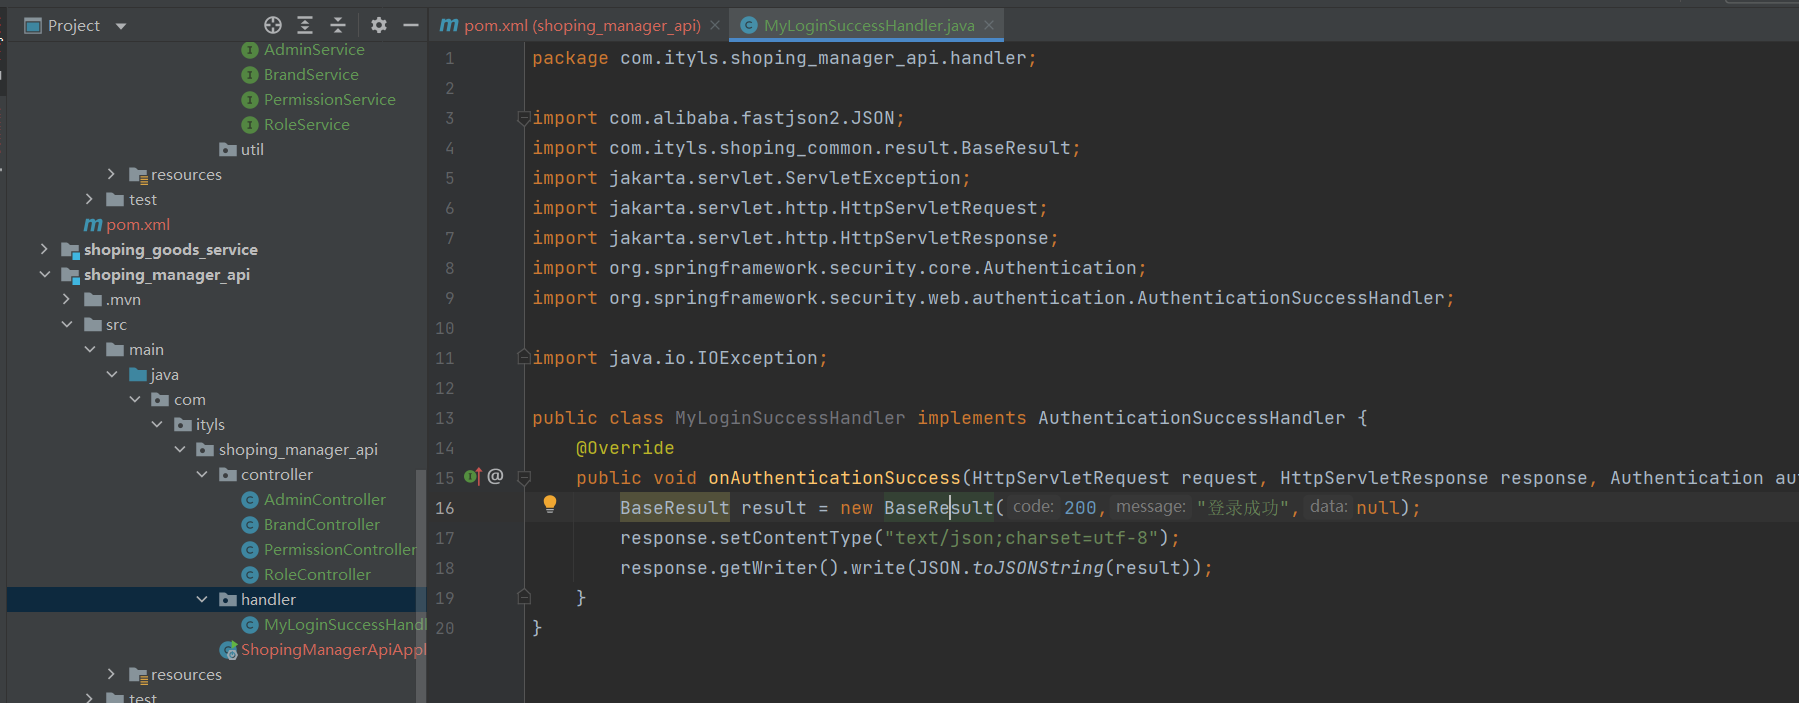 Project
AdminService
BrandService
PermissionService
RoleService
util
resources
test
pom.xml
shoping_goods_service
shoping_manager_api
.mvn
src
main
java
com
ityls
shoping_manager_api
controller
AdminController
BrandController
PermissionController
RoleController
handler
MyLoginSuccessHandl
ShopingManagerApiAppl
resources
test
pom.xml (shoping_manager_api)
MyLoginSuccessHandler.java
1 package com.ityls.shoping_manager_api.handler;
2
3 import com.alibaba.fastjson2.JSON;
4 import com.ityls.shoping_common.result.BaseResult;
5 import jakarta.servlet.ServletException;
6 import jakarta.servlet.http.HttpServletRequest;
7 import jakarta.servlet.http.HttpServletResponse;
8 import org.springframework.security.core.Authentication;
9 import org.springframework.security.web.authentication.AuthenticationSuccessHandler;
10
11 import java.io.IOException;
12
13 public class MyLoginSuccessHandler implements AuthenticationSuccessHandler {
14 @Override
15 public void onAuthenticationSuccess(HttpServletRequest request, HttpServletResponse response, Authentication aut
16 BaseResult result = new BaseResult( code: 200, message: "登录成功", data: null);
17 response.setContentType("text/json;charset=utf-8");
18 response.getWriter().write(JSON.toJSONString(result));
19 }
20 }